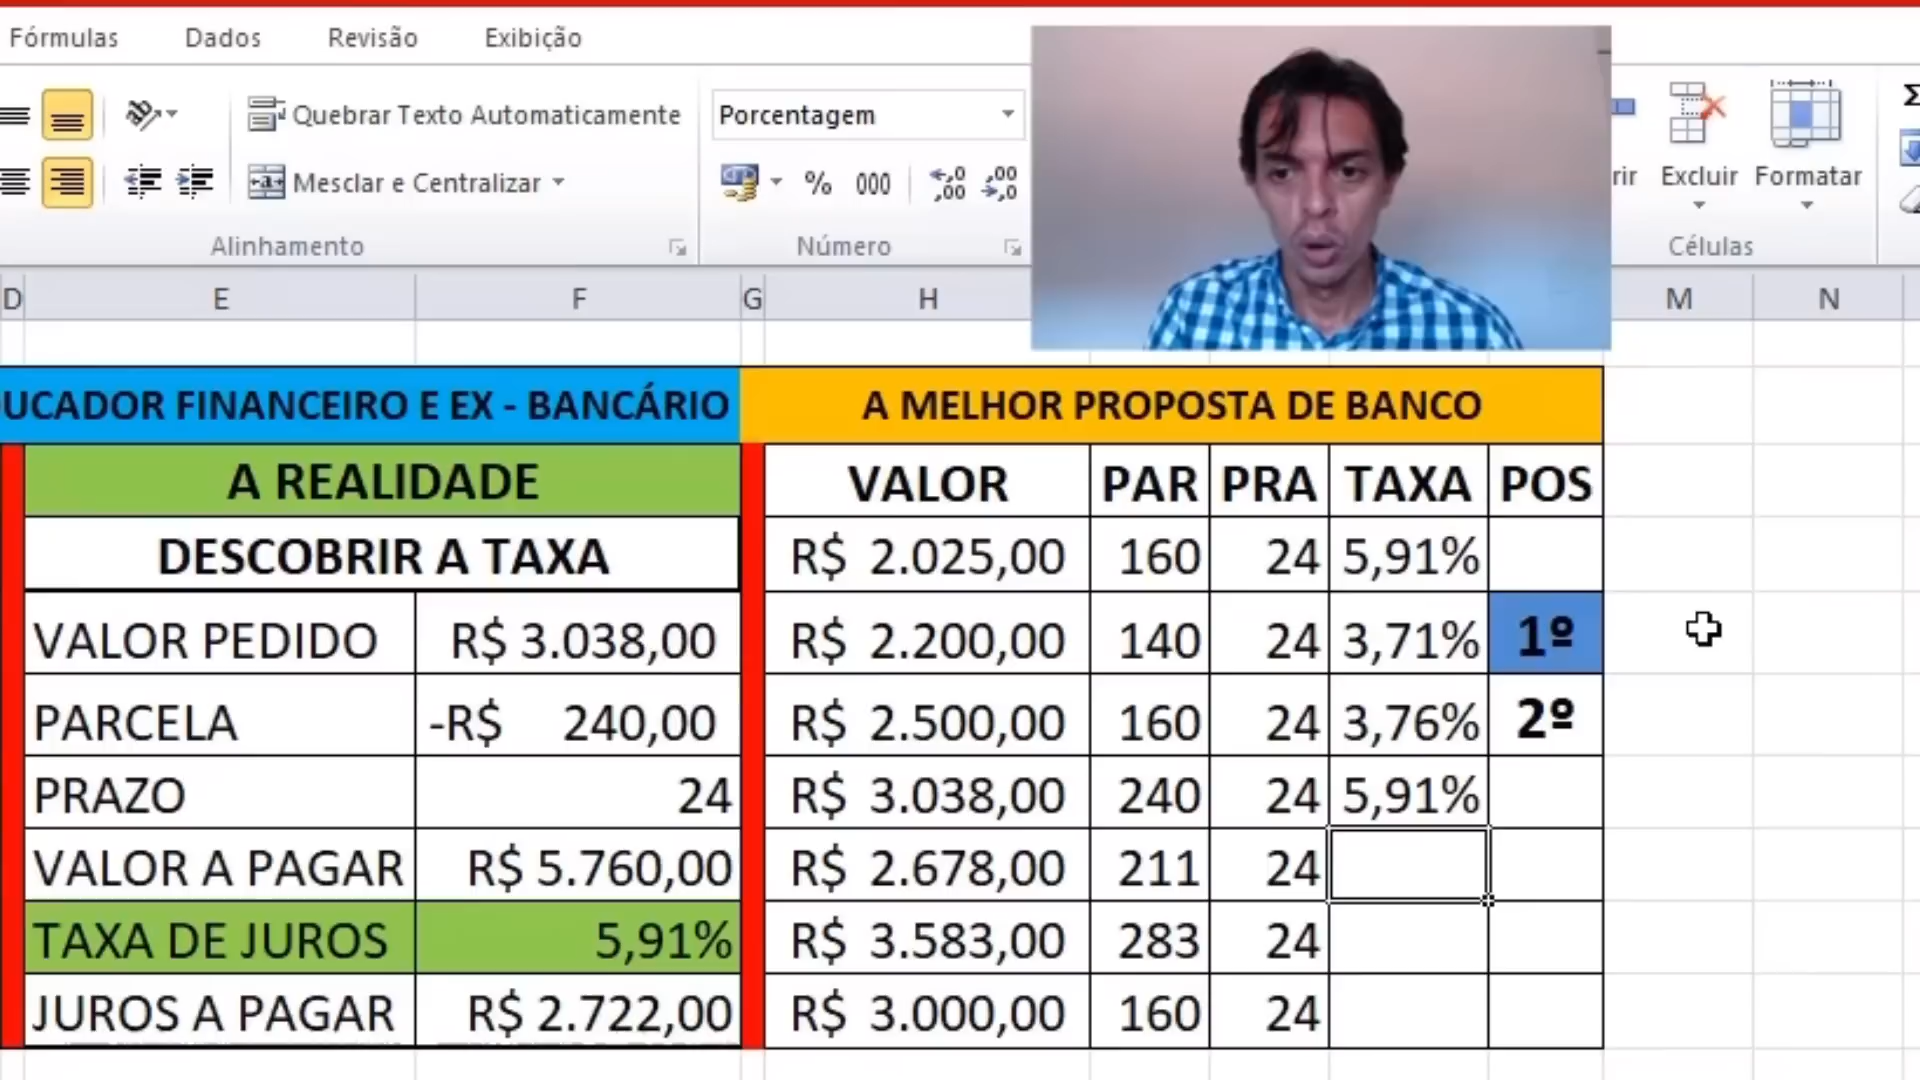 Fórmulas Dados Revisão Exibição
Quebrar Texto Automaticamente Porcentagem
Mesclar e Centralizar % 000 ,0 ,00 ,00 ,0
rir Excluir Formatar
Alinhamento Número Células
D E F G H M N
UCADOR FINANCEIRO E EX - BANCÁRIO A MELHOR PROPOSTA DE BANCO
A REALIDADE VALOR PAR PRA TAXA POS
DESCOBRIR A TAXA R$ 2.025,00 160 24 5,91%
VALOR PEDIDO R$ 3.038,00 R$ 2.200,00 140 24 3,71% 1º
PARCELA -R$ 240,00 R$ 2.500,00 160 24 3,76% 2º
PRAZO 24 R$ 3.038,00 240 24 5,91%
VALOR A PAGAR R$ 5.760,00 R$ 2.678,00 211 24
TAXA DE JUROS 5,91% R$ 3.583,00 283 24
JUROS A PAGAR R$ 2.722,00 R$ 3.000,00 160 24